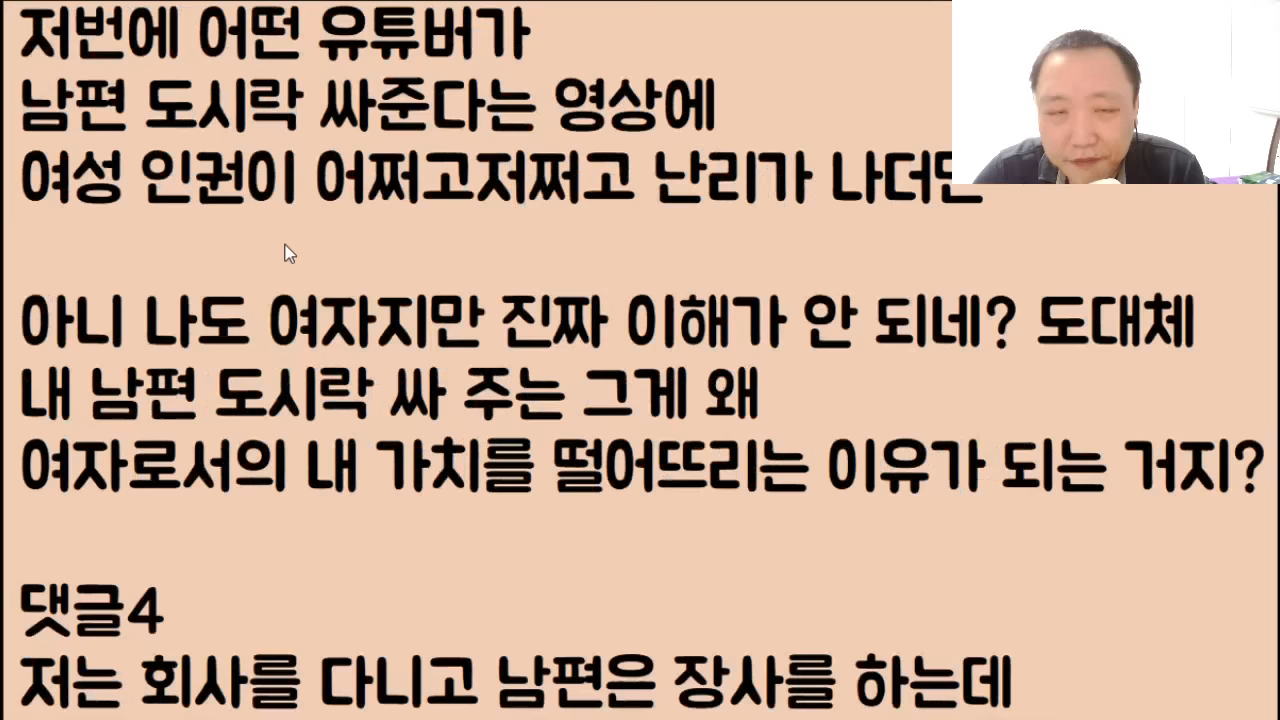 저번에 어떤 유튜버가
남편 도시락 싸준다는 영상에
여성 인권이 어쩌고저쩌고 난리가
아니 나도 여자지만 진짜 이해가 안 되네? 도대체
내 남편 도시락 싸 주는 그게 왜
여자로서의 내 가치를 떨어뜨리는 이유가 되는 거지?
댓글4
저는 회사를 다니고 남편은 장사를 하는데